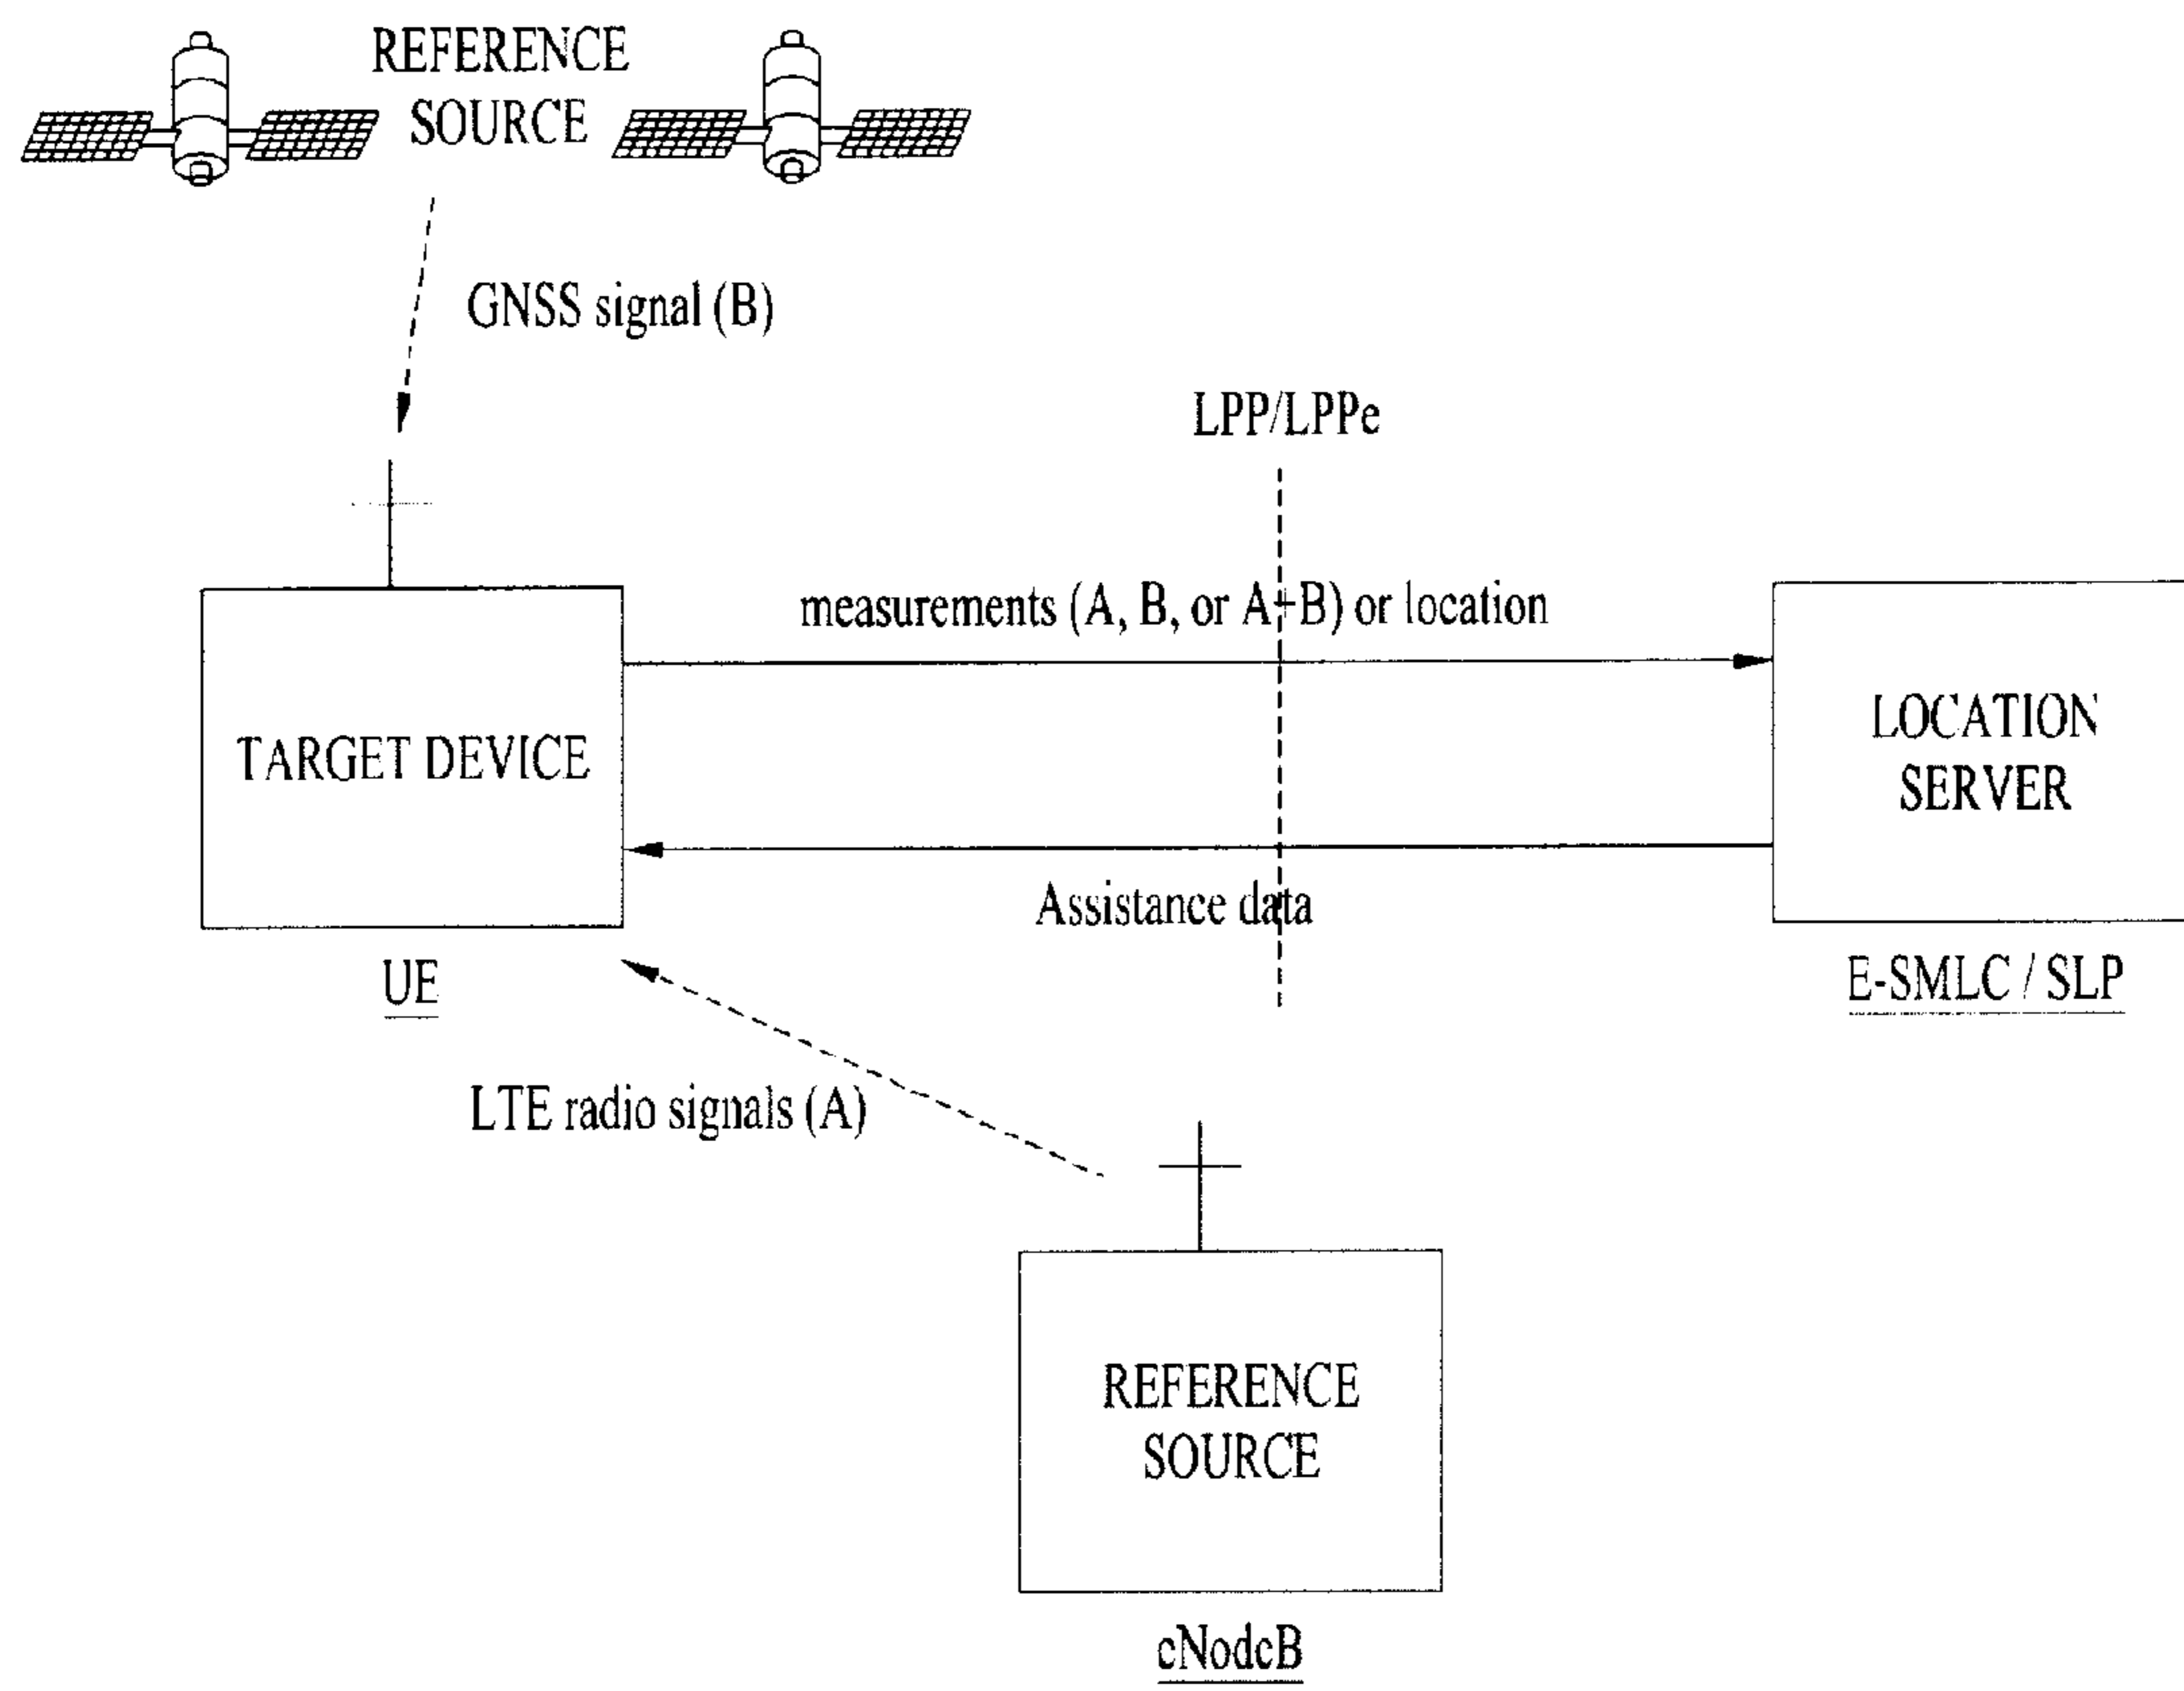 REFERENCE
SOURCE
GNSS signal (B)
LPP/LPPe
measurements (A, B, or A+B) or location
TARGET DEVICE
LOCATION
SERVER
Assistance data
UE
E-SMLC / SLP
LTE radio signals (A)
REFERENCE
SOURCE
eNodeB